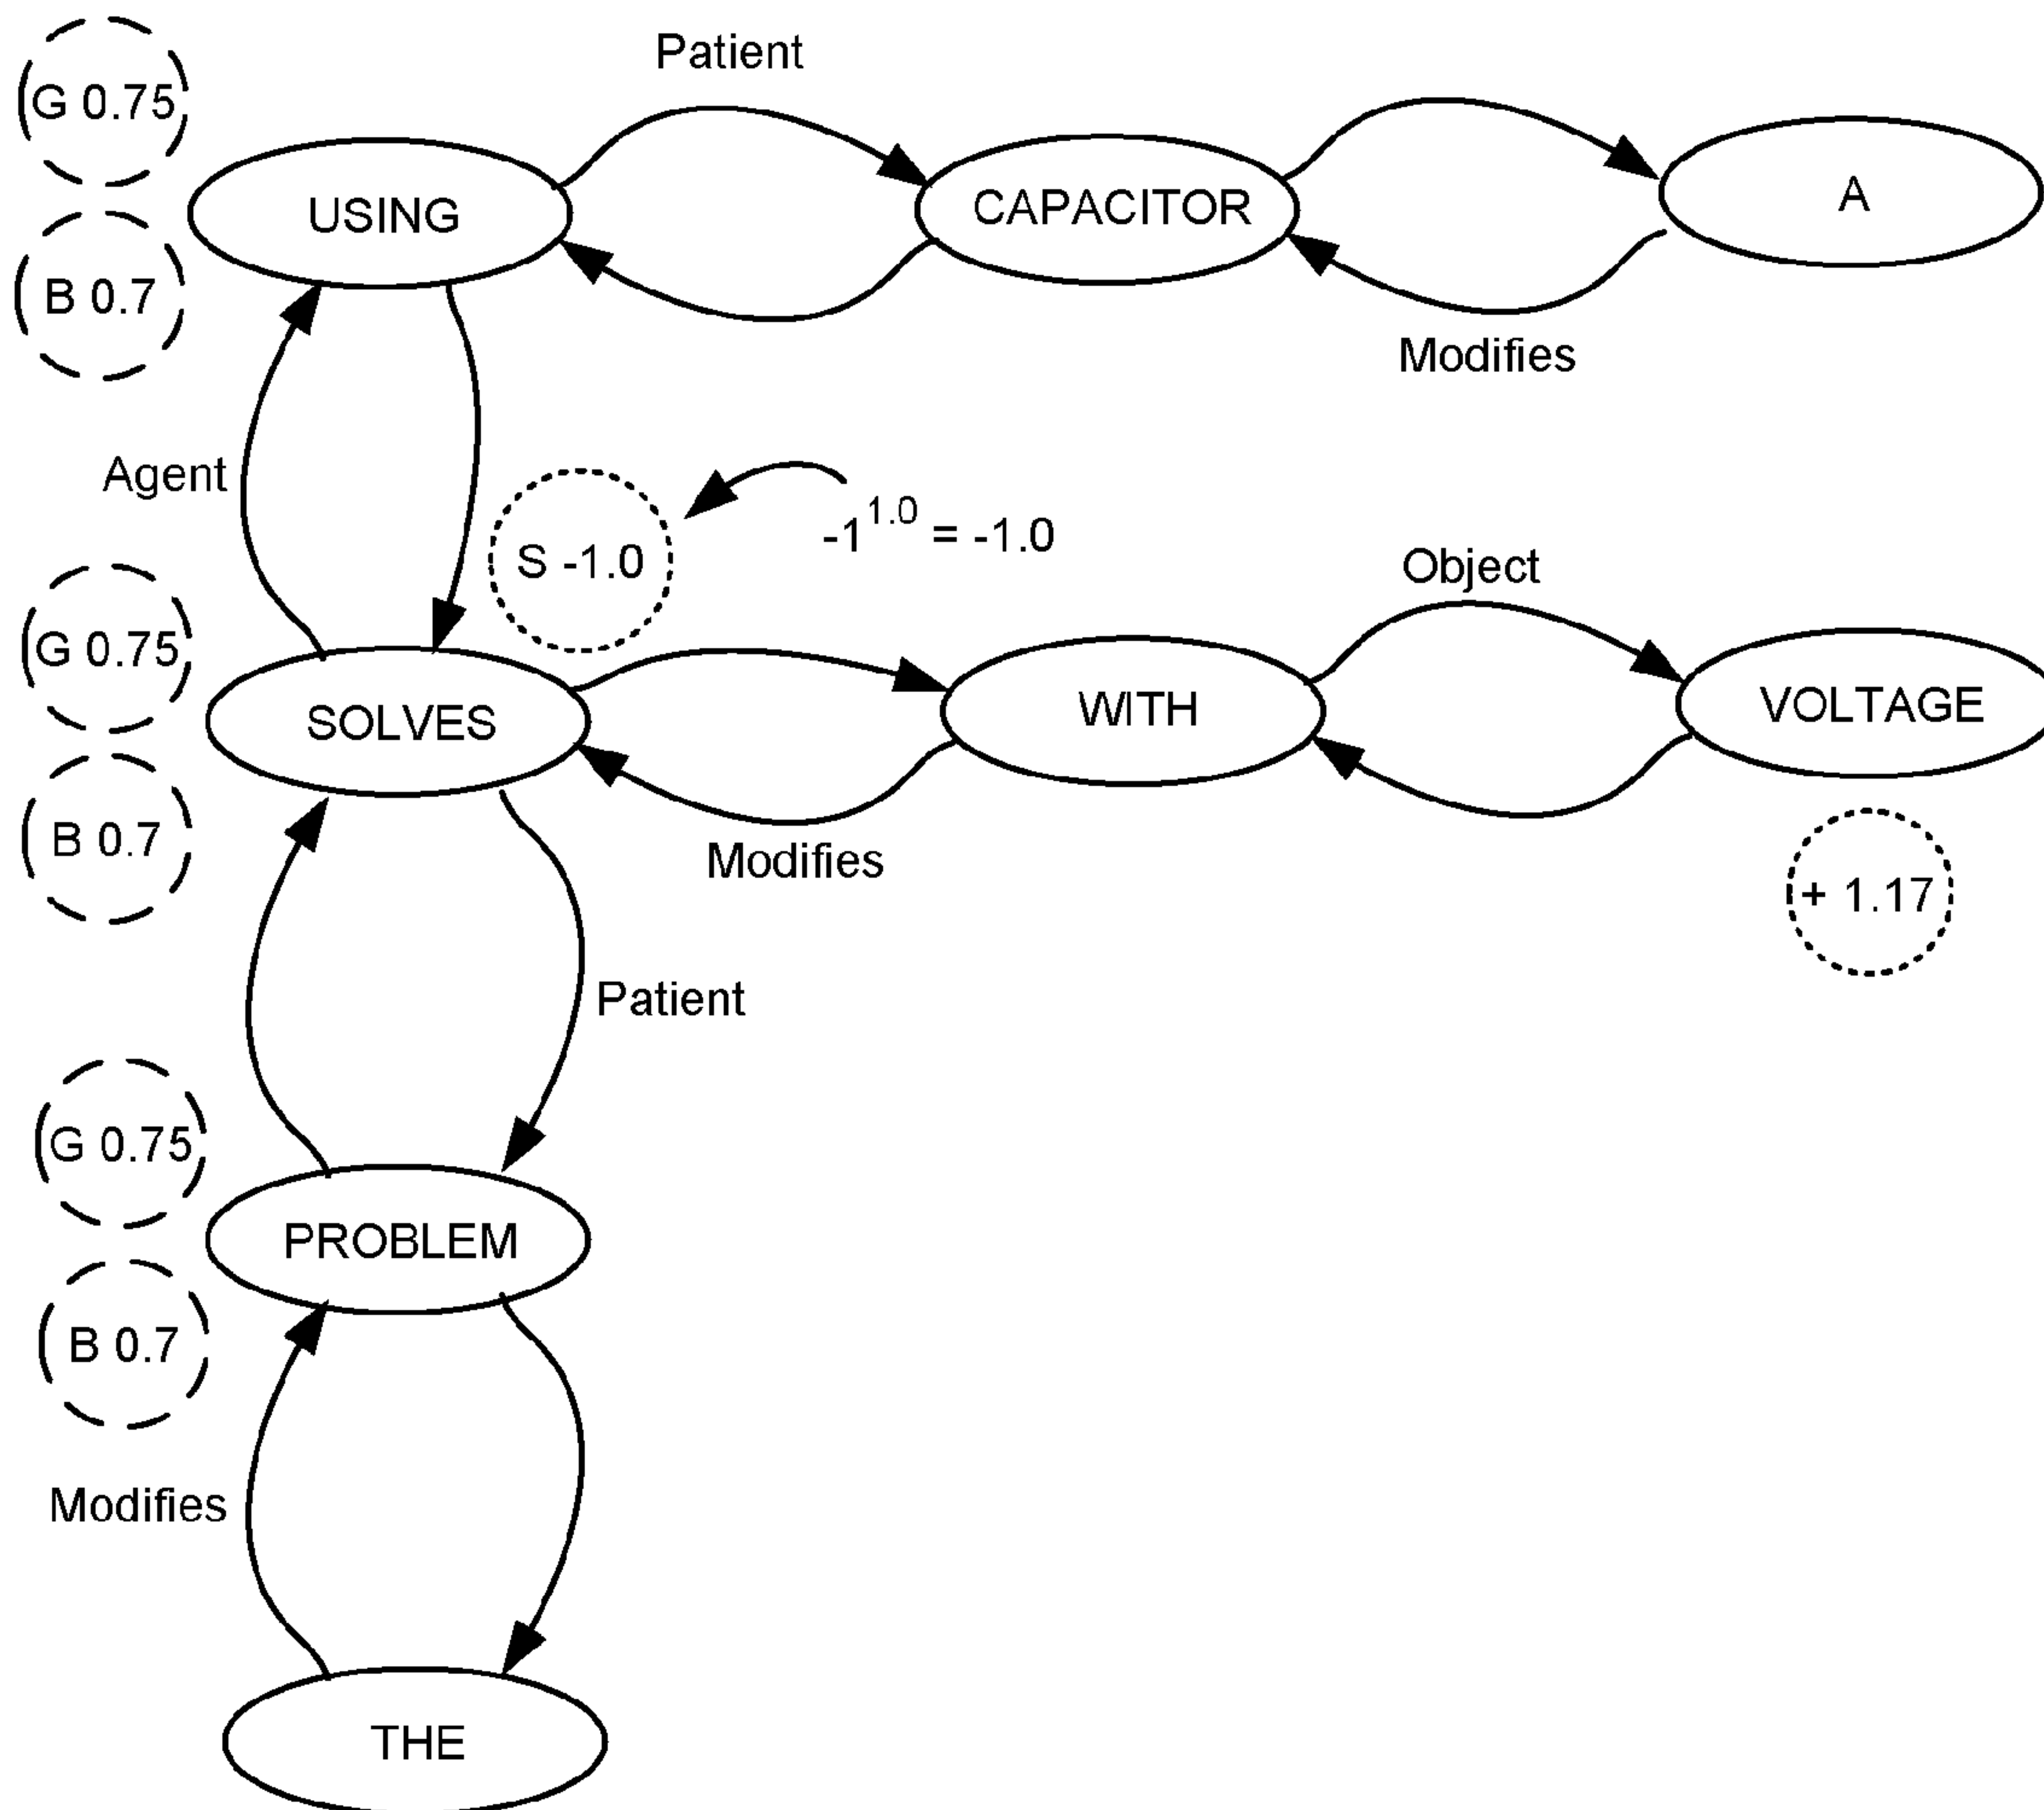 Patient
G 0.75
USING
CAPACITOR
A
B 0.7
Modifies
Agent
-1^1.0 = -1.0
S -1.0
Object
G 0.75
SOLVES
WITH
VOLTAGE
B 0.7
Modifies
+ 1.17
Patient
G 0.75
PROBLEM
B 0.7
Modifies
THE